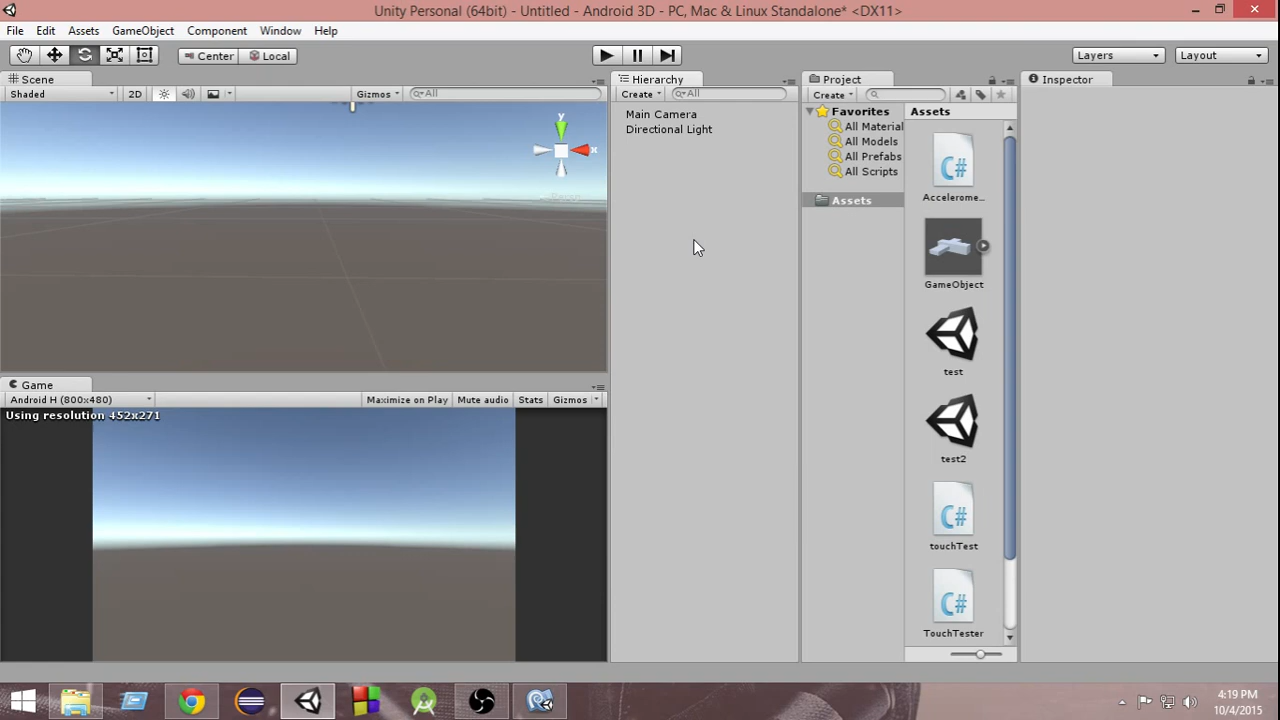 Unity Personal (64bit) - Untitled - Android 3D - PC, Mac & Linux Standalone* <DX11>
File Edit Assets GameObject Component Window Help
Center Local Layers Layout
Scene
Shaded 2D Gizmos All
y
x
Game
Android H (800x480) Maximize on Play Mute audio Stats Gizmos
Using resolution 452x271
Hierarchy
Create All
Main Camera
Directional Light
Project
Create
Favorites
All Material
All Models
All Prefabs
All Scripts
Assets
Assets
C#
Accelerome...
GameObject
test
test2
C#
touchTest
C#
TouchTester
Inspector
4:19 PM
10/4/2015